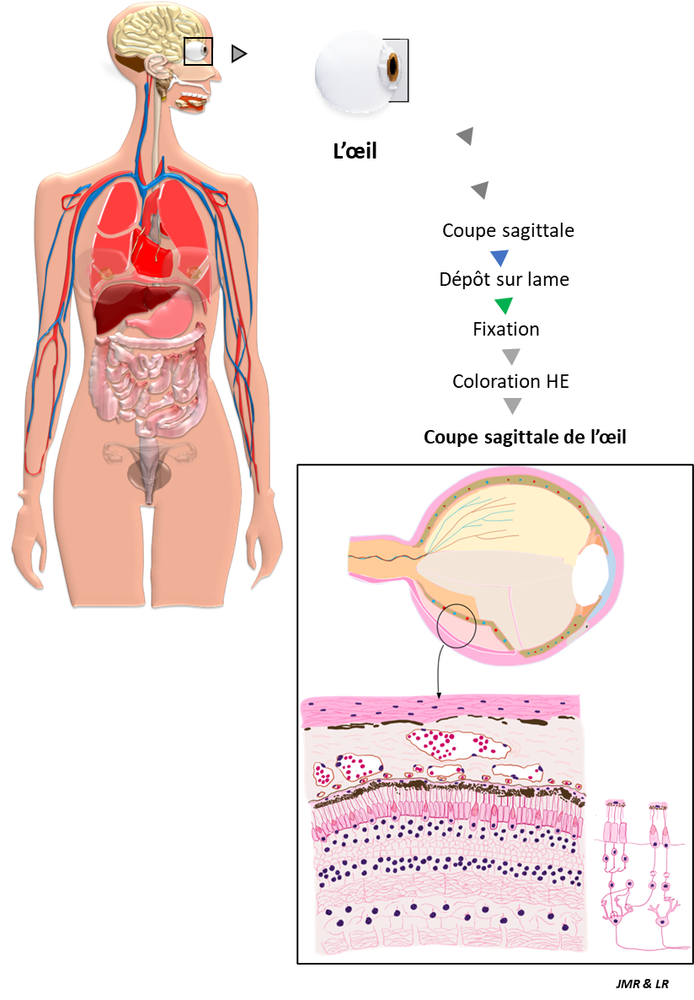 L’œil
Coupe sagittale
Dépôt sur lame
Fixation
Coloration HE
Coupe sagittale de l’œil
JMR & LR